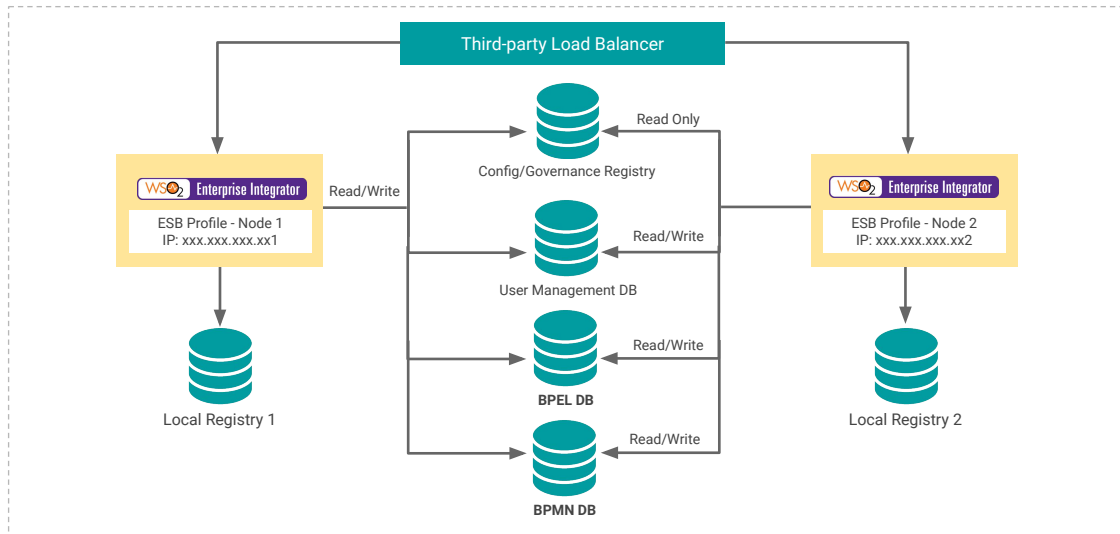 Third-party Load Balancer
Read Only
Config/Governance Registry
WSO2 Enterprise Integrator
ESB Profile - Node 1
IP: xxx.xxx.xxx.xx1
Read/Write
WSO2 Enterprise Integrator
ESB Profile - Node 2
IP: xxx.xxx.xxx.xx2
Read/Write
User Management DB
Read/Write
BPEL DB
Local Registry 1
Local Registry 2
Read/Write
BPMN DB